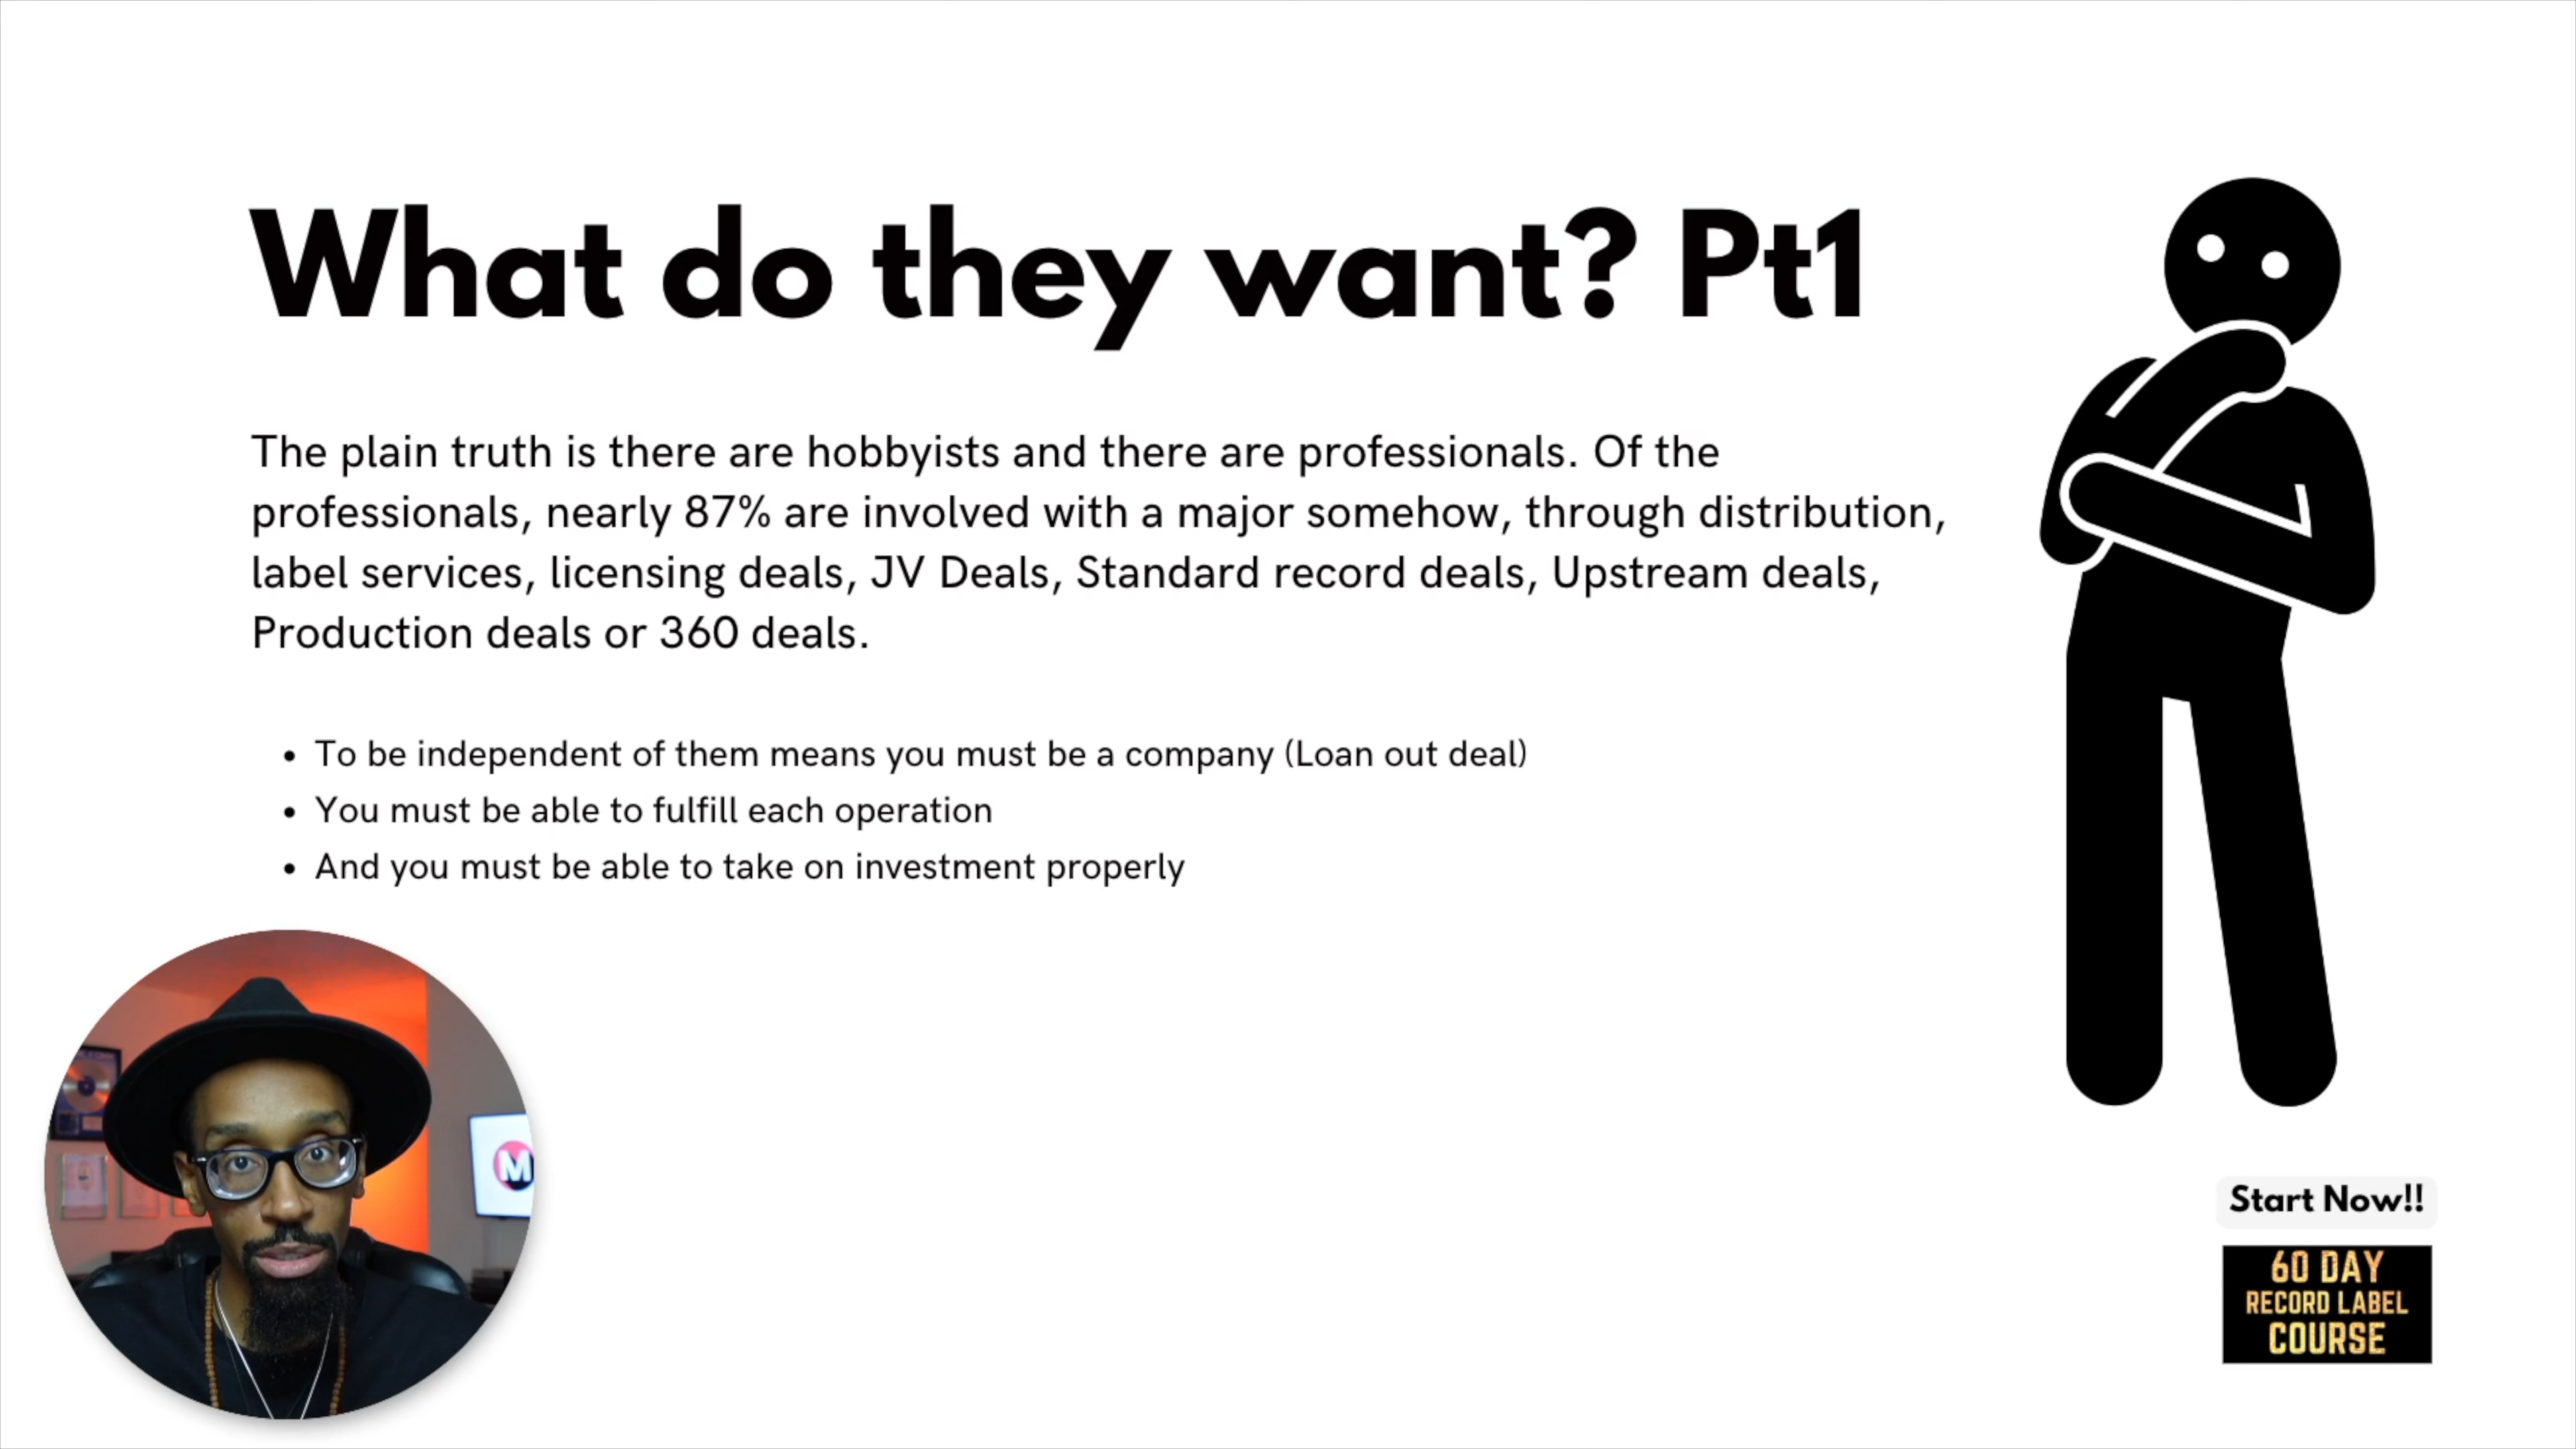 What do they want? Pt1
The plain truth is there are hobbyists and there are professionals. Of the
professionals, nearly 87% are involved with a major somehow, through distribution,
label services, licensing deals, JV Deals, Standard record deals, Upstream deals,
Production deals or 360 deals.
• To be independent of them means you must be a company (Loan out deal)
• You must be able to fulfill each operation
• And you must be able to take on investment properly
M
Start Now!!
60 DAY
RECORD LABEL
COURSE